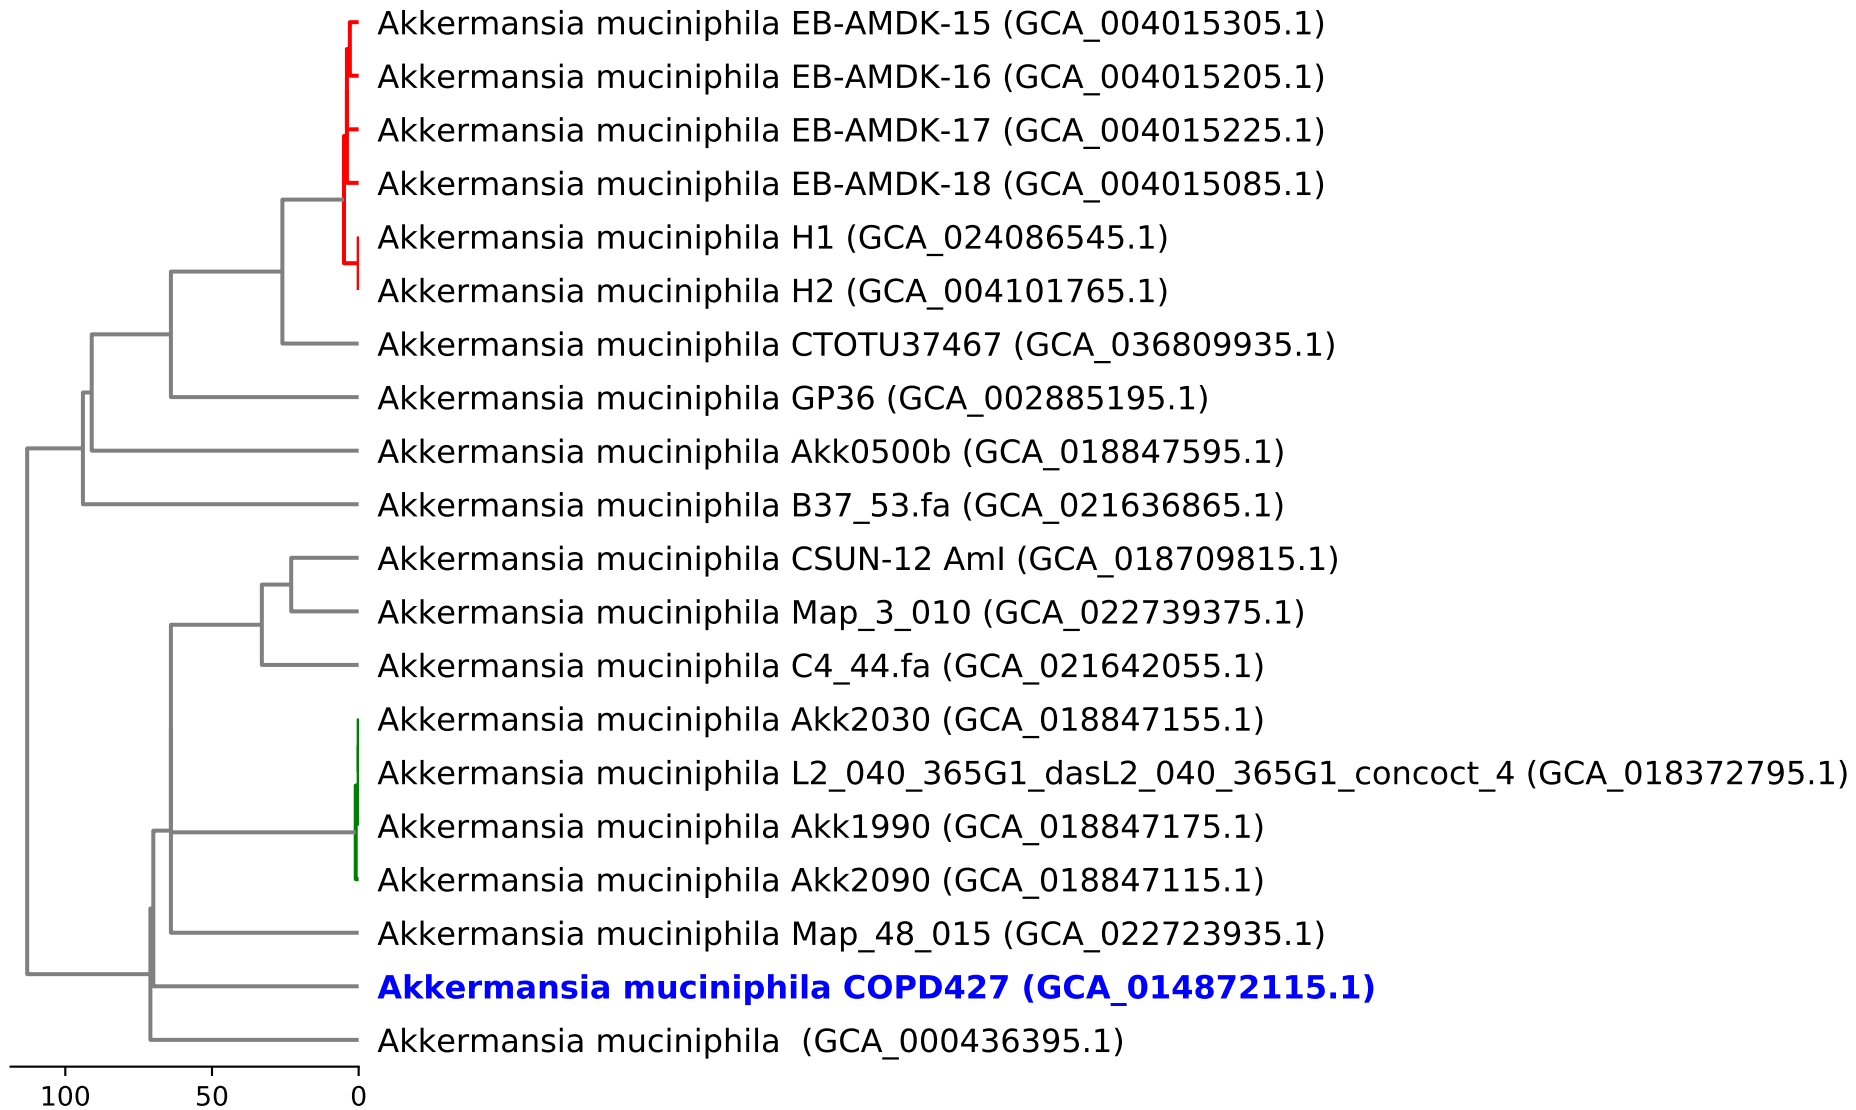 Akkermansia muciniphila EB-AMDK-15 (GCA_004015305.1)
Akkermansia muciniphila EB-AMDK-16 (GCA_004015205.1)
Akkermansia muciniphila EB-AMDK-17 (GCA_004015225.1)
Akkermansia muciniphila EB-AMDK-18 (GCA_004015085.1)
Akkermansia muciniphila H1 (GCA_024086545.1)
Akkermansia muciniphila H2 (GCA_004101765.1)
Akkermansia muciniphila CTOTU37467 (GCA_036809935.1)
Akkermansia muciniphila GP36 (GCA_002885195.1)
Akkermansia muciniphila Akk0500b (GCA_018847595.1)
Akkermansia muciniphila B37_53.fa (GCA_021636865.1)
Akkermansia muciniphila CSUN-12 AmI (GCA_018709815.1)
Akkermansia muciniphila Map_3_010 (GCA_022739375.1)
Akkermansia muciniphila C4_44.fa (GCA_021642055.1)
Akkermansia muciniphila Akk2030 (GCA_018847155.1)
Akkermansia muciniphila L2_040_365G1_dasL2_040_365G1_concoct_4 (GCA_018372795.1)
Akkermansia muciniphila Akk1990 (GCA_018847175.1)
Akkermansia muciniphila Akk2090 (GCA_018847115.1)
Akkermansia muciniphila Map_48_015 (GCA_022723935.1)
Akkermansia muciniphila COPD427 (GCA_014872115.1)
Akkermansia muciniphila (GCA_000436395.1)
100 50 0